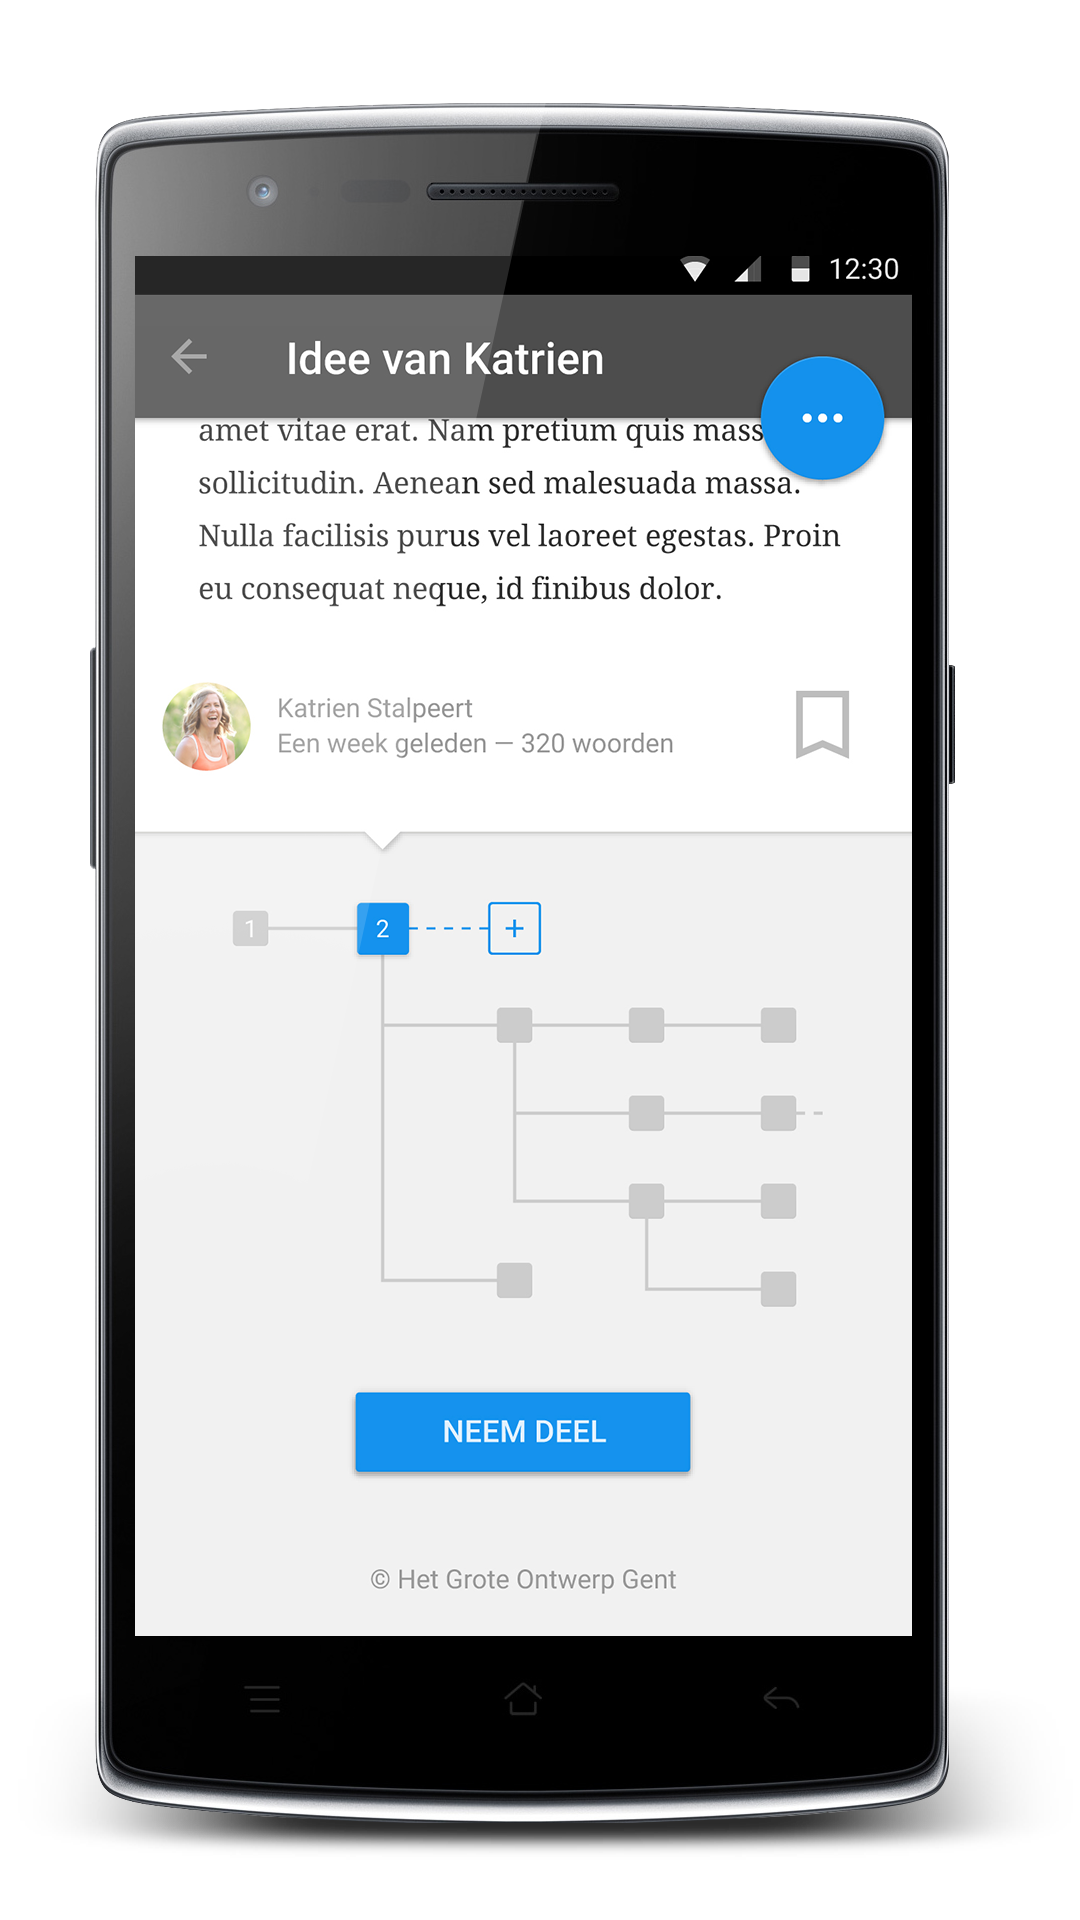 12:30
Idee van Katrien
amet vitae erat. Nam pretium quis mass
sollicitudin. Aenean sed malesuada massa.
Nulla facilisis purus vel laoreet egestas. Proin
eu consequat neque, id finibus dolor.
Katrien Stalpeert
Een week geleden — 320 woorden
1 2 +
NEEM DEEL
© Het Grote Ontwerp Gent